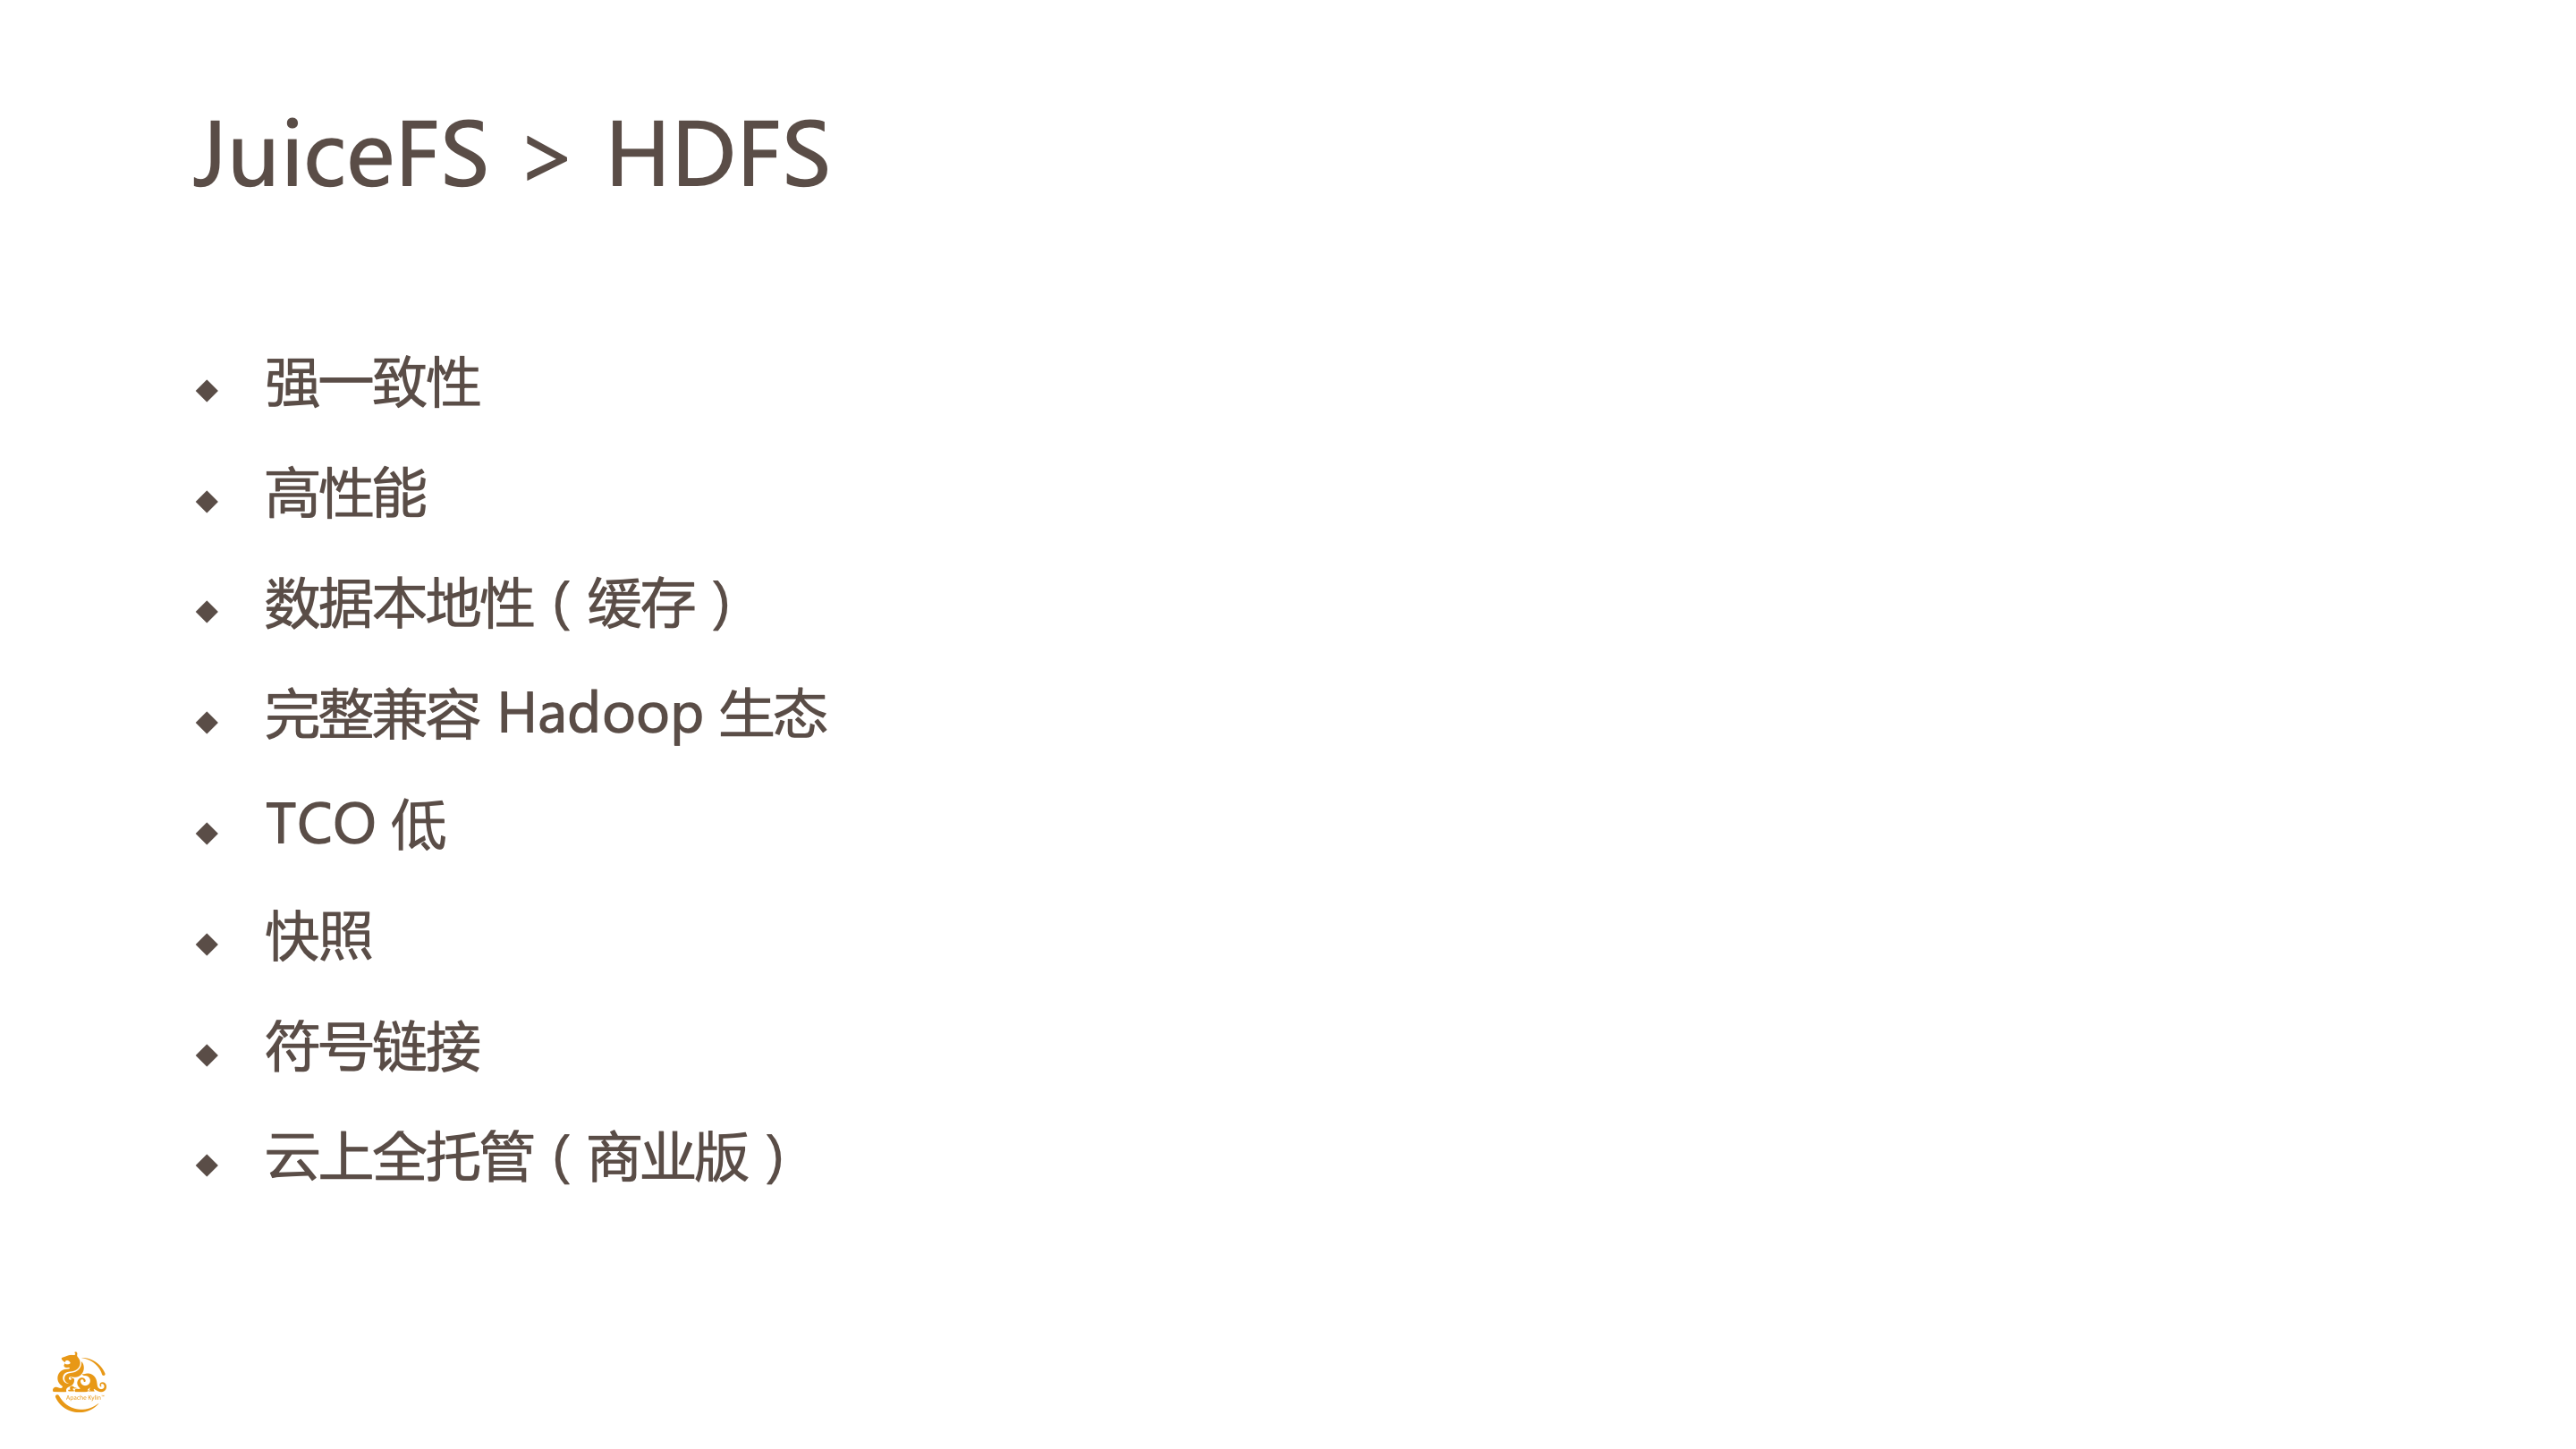 JuiceFS > HDFS
强一致性
高性能
数据本地性（缓存）
完整兼容 Hadoop 生态
TCO 低
快照
符号链接
云上全托管（商业版）
Apache Kylin™